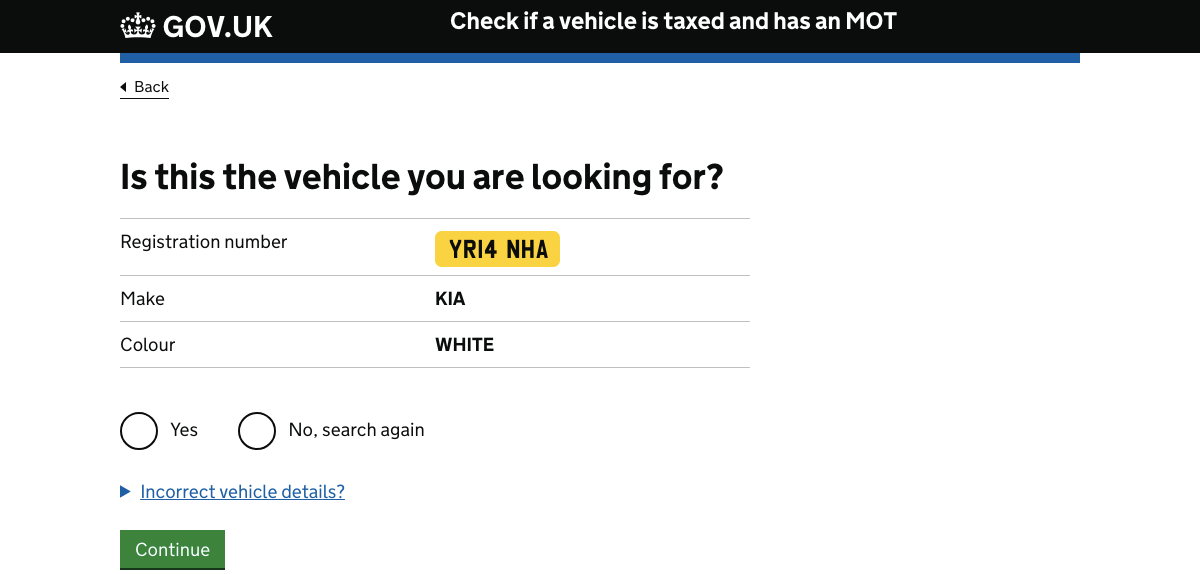 GOV.UK
Check if a vehicle is taxed and has an MOT
Back
Is this the vehicle you are looking for?
Registration number YR14 NHA
Make KIA
Colour WHITE
Yes No, search again
Incorrect vehicle details?
Continue